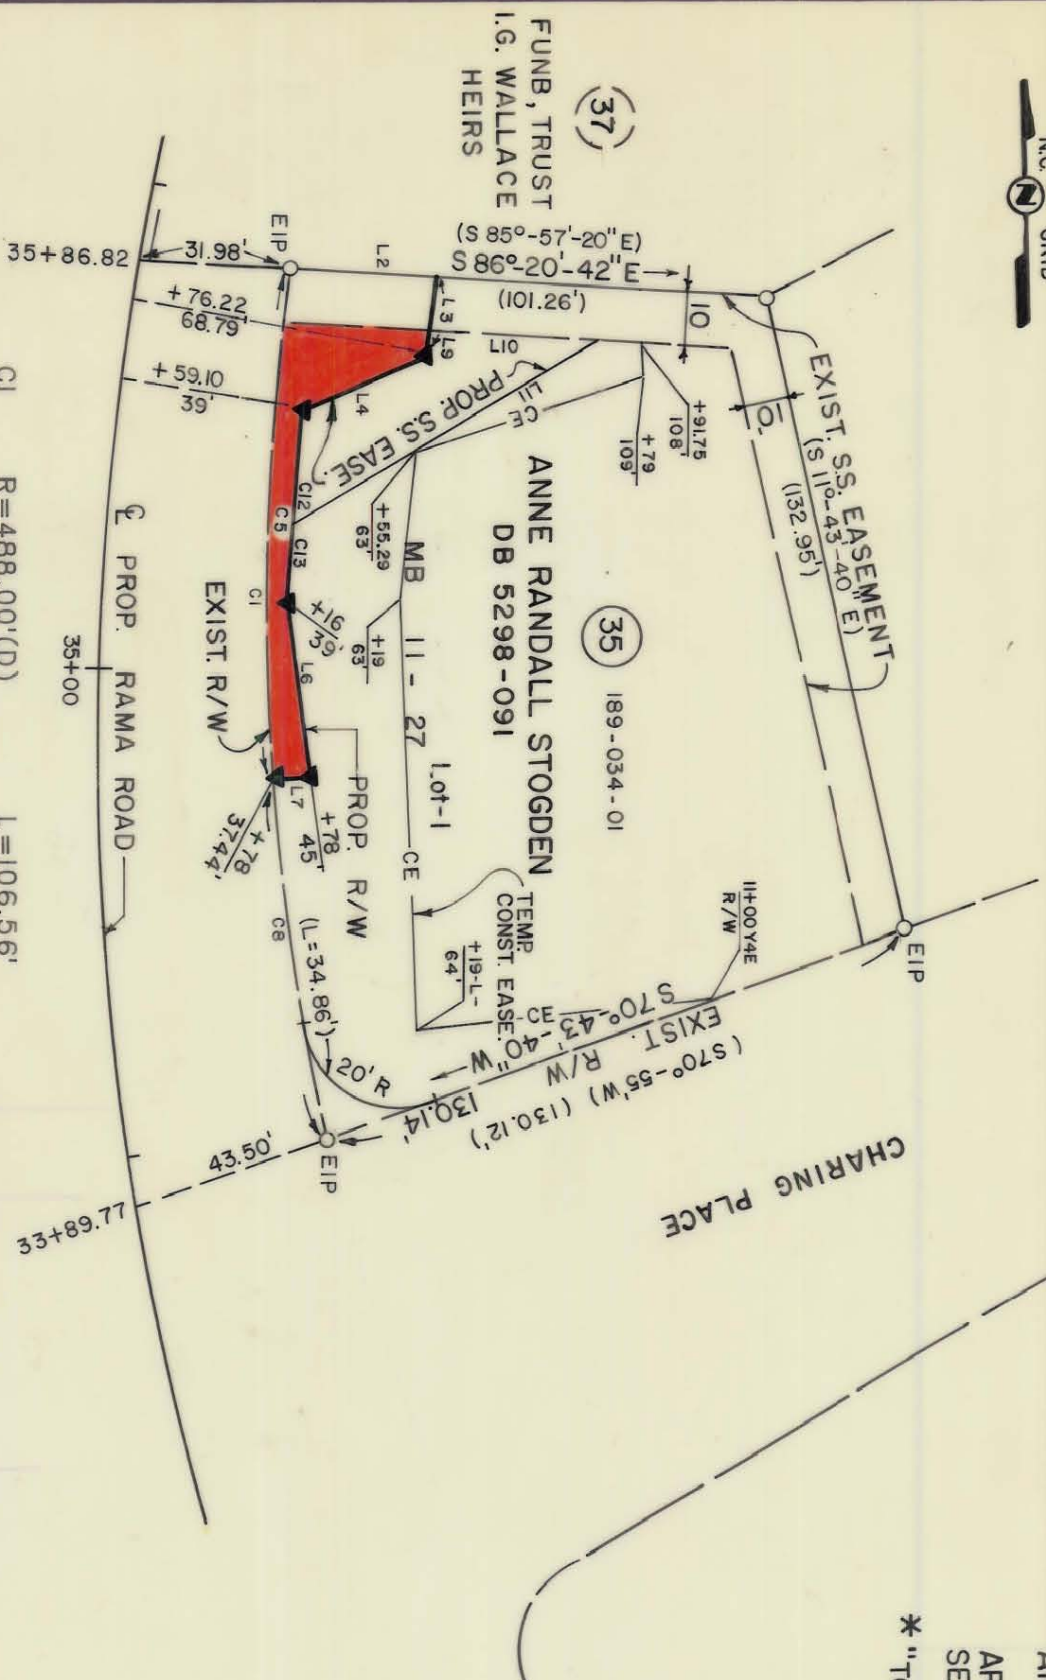 N.C. GRID
N
(37)
FUNB, TRUST
I.G. WALLACE
HEIRS
(S 85°-57'-20" E)
S 86°-20'-42" E
(101.26')
10
10
EXIST. S.S. EASEMENT
(S 11°-43'-40" E)
(132.95')
EIP
31.98'
35+86.82
L2
L3
L9
L10
+76.22
68.79'
+59.10
39'
L4
PROP. S.S. EASE.
CE
+91.75
108'
+79
109'
+55.29
63'
C12
C5
C13
C1
+16
39'
+19
63'
L6
35
189-034-01
ANNE RANDALL STOGDEN
DB 5298-091
MB 11-27
Lot-1
CE
EXIST. R/W
PROP. R/W
L7
+78
45'
+78
37.44'
C8
(L=34.86')
20' R
TEMP.
CONST. EASE.
+19-L-
64'
11+00 Y4E
R/W
EIP
CE
S70°-43'-40" W
130.14'
EXIST. R/W
(S70°-55'W) (130.12')
EIP
43.50'
33+89.77
CHARING PLACE
35+00
℄ PROP. RAMA ROAD
C1 R=488.00'(D) L=106.56'
SE
* "T